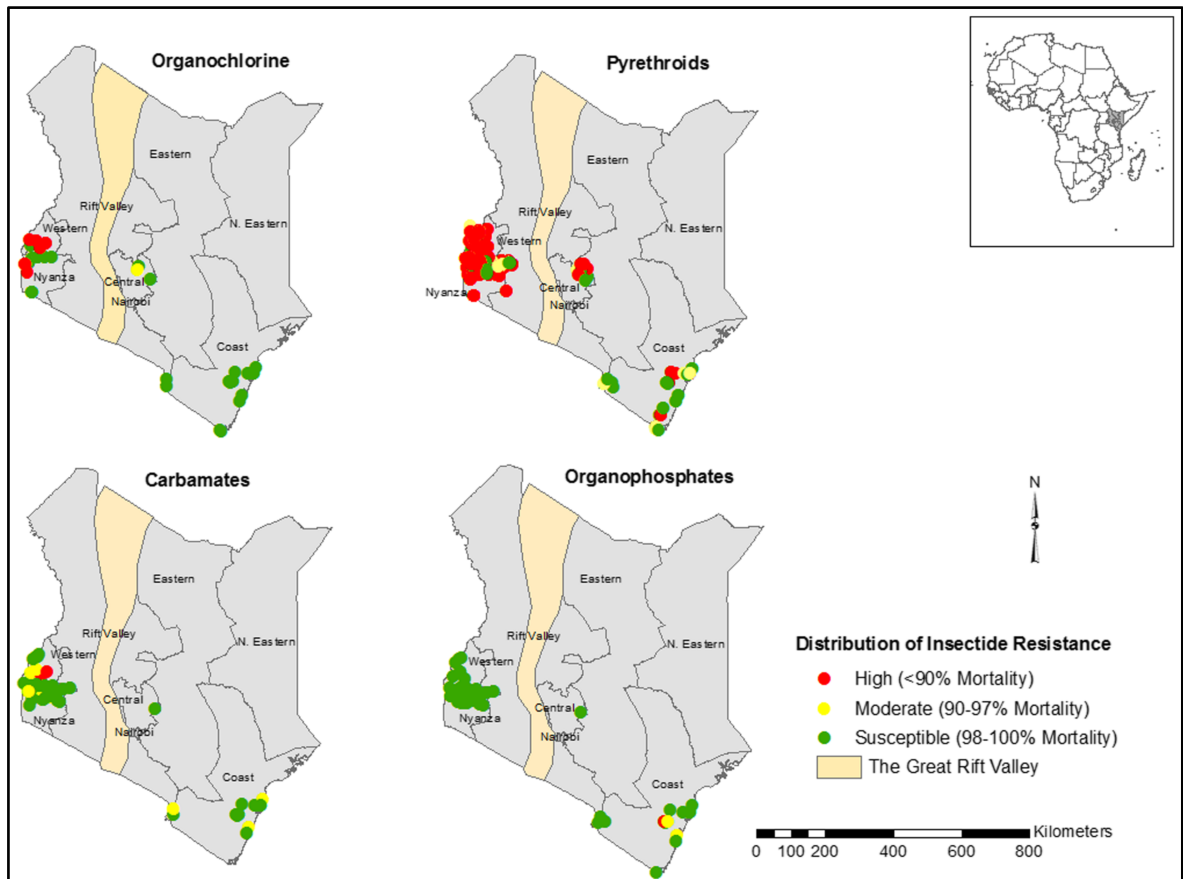 Organochlorine
Eastern
Rift Valley
N. Eastern
Western
Nyanza
Central
Nairobi
Coast
Pyrethroids
Eastern
Rift Valley
N. Eastern
Western
Nyanza
Central
Nairobi
Coast
Carbamates
Eastern
Rift Valley
N. Eastern
Western
Central
Nyanza
Nairobi
Coast
Organophosphates
Eastern
Rift Valley
N. Eastern
Western
Central
Nyanza
Nairobi
Coast
N
Distribution of Insectide Resistance
High (<90% Mortality)
Moderate (90-97% Mortality)
Susceptible (98-100% Mortality)
The Great Rift Valley
Kilometers
0 100 200 400 600 800